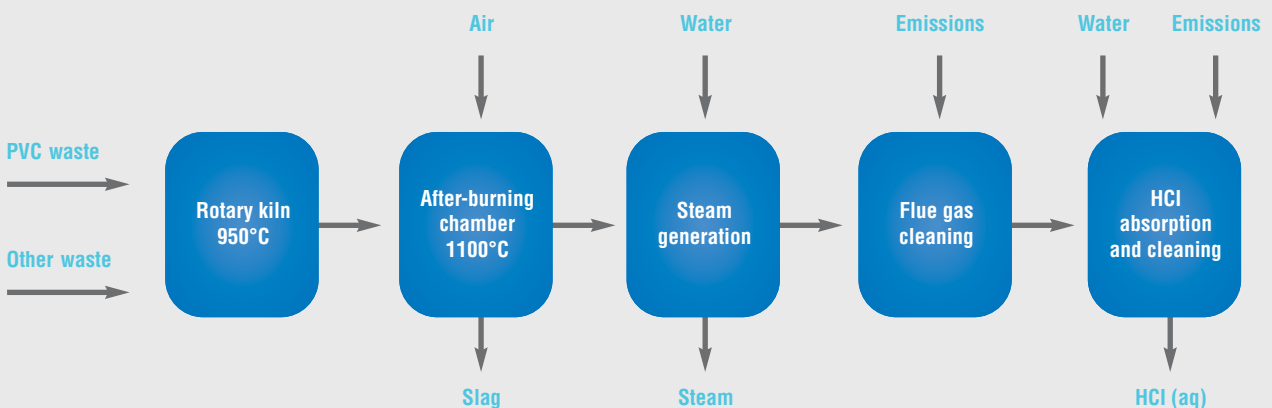 Air
Water
Emissions
Water
Emissions
PVC waste
Other waste
Rotary kiln
950°C
After-burning
chamber
1100°C
Steam
generation
Flue gas
cleaning
HCl
absorption
and cleaning
Slag
Steam
HCl (aq)